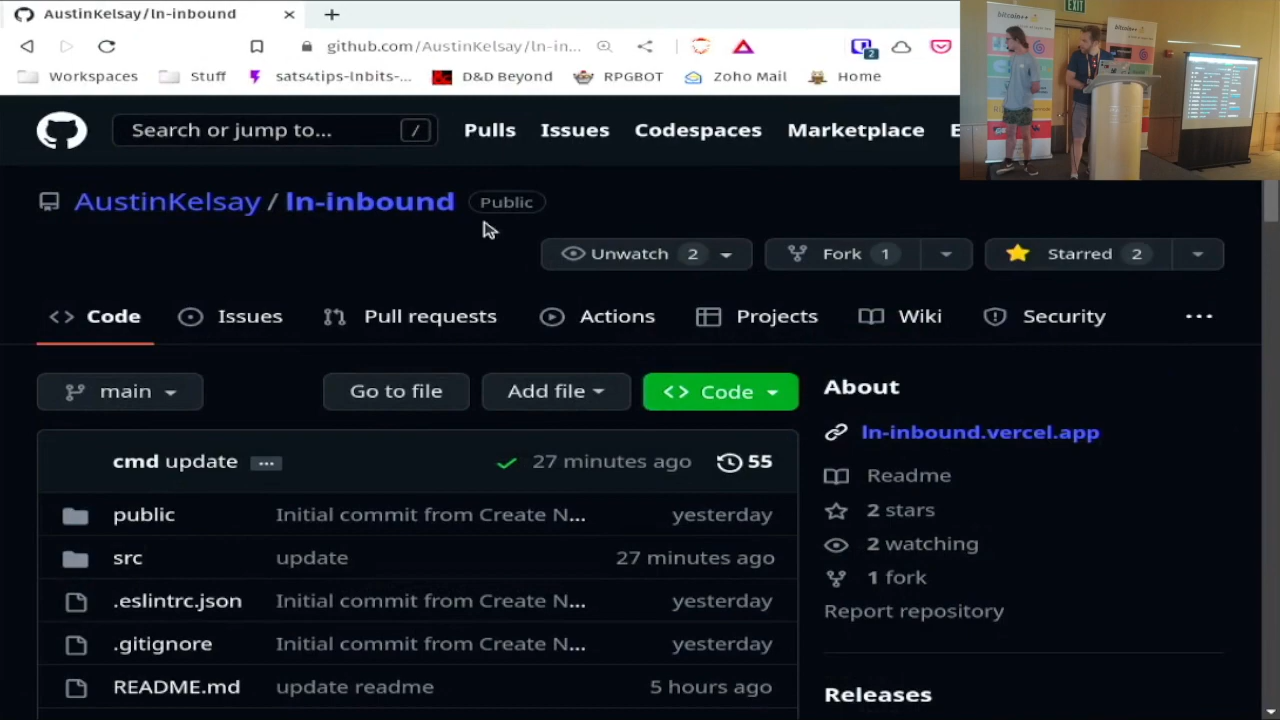 AustinKelsay/ln-inbound
github.com/AustinKelsay/ln-in...
2
Workspaces Stuff sats4tips-lnbits-... D&D Beyond RPGBOT Zoho Mail Home
bitcoin++
bitcoin++
EXIT
Search or jump to... / Pulls Issues Codespaces Marketplace E
AustinKelsay / ln-inbound Public
Unwatch 2 Fork 1 Starred 2
Code Issues Pull requests Actions Projects Wiki Security ...
main Go to file Add file <> Code
About
ln-inbound.vercel.app
cmd update ... 27 minutes ago 55
Readme
public Initial commit from Create N... yesterday
2 stars
src update 27 minutes ago
2 watching
.eslintrc.json Initial commit from Create N... yesterday
1 fork
Report repository
.gitignore Initial commit from Create N... yesterday
README.md update readme 5 hours ago
Releases